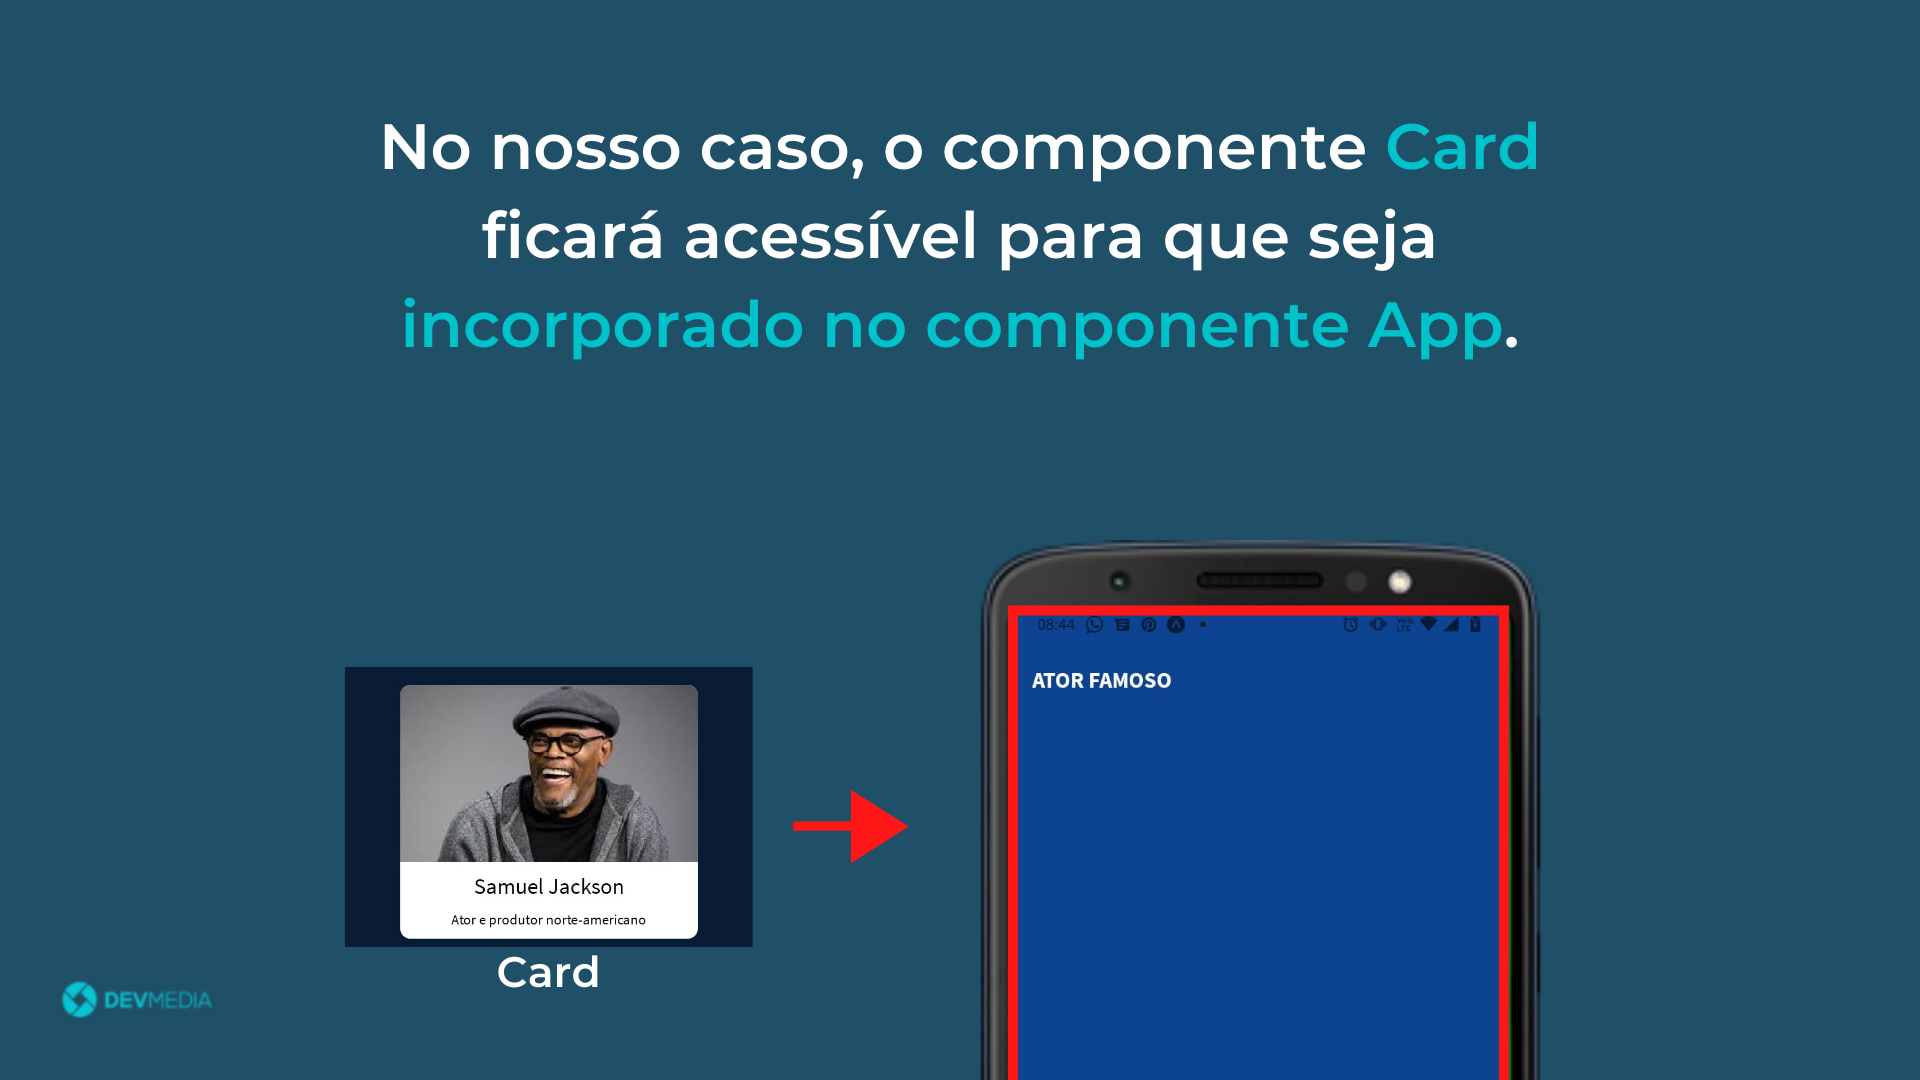 No nosso caso, o componente Card
ficará acessível para que seja
incorporado no componente App.
08:44
VoLTE
ATOR FAMOSO
Samuel Jackson
Ator e produtor norte-americano
Card
DEVMEDIA